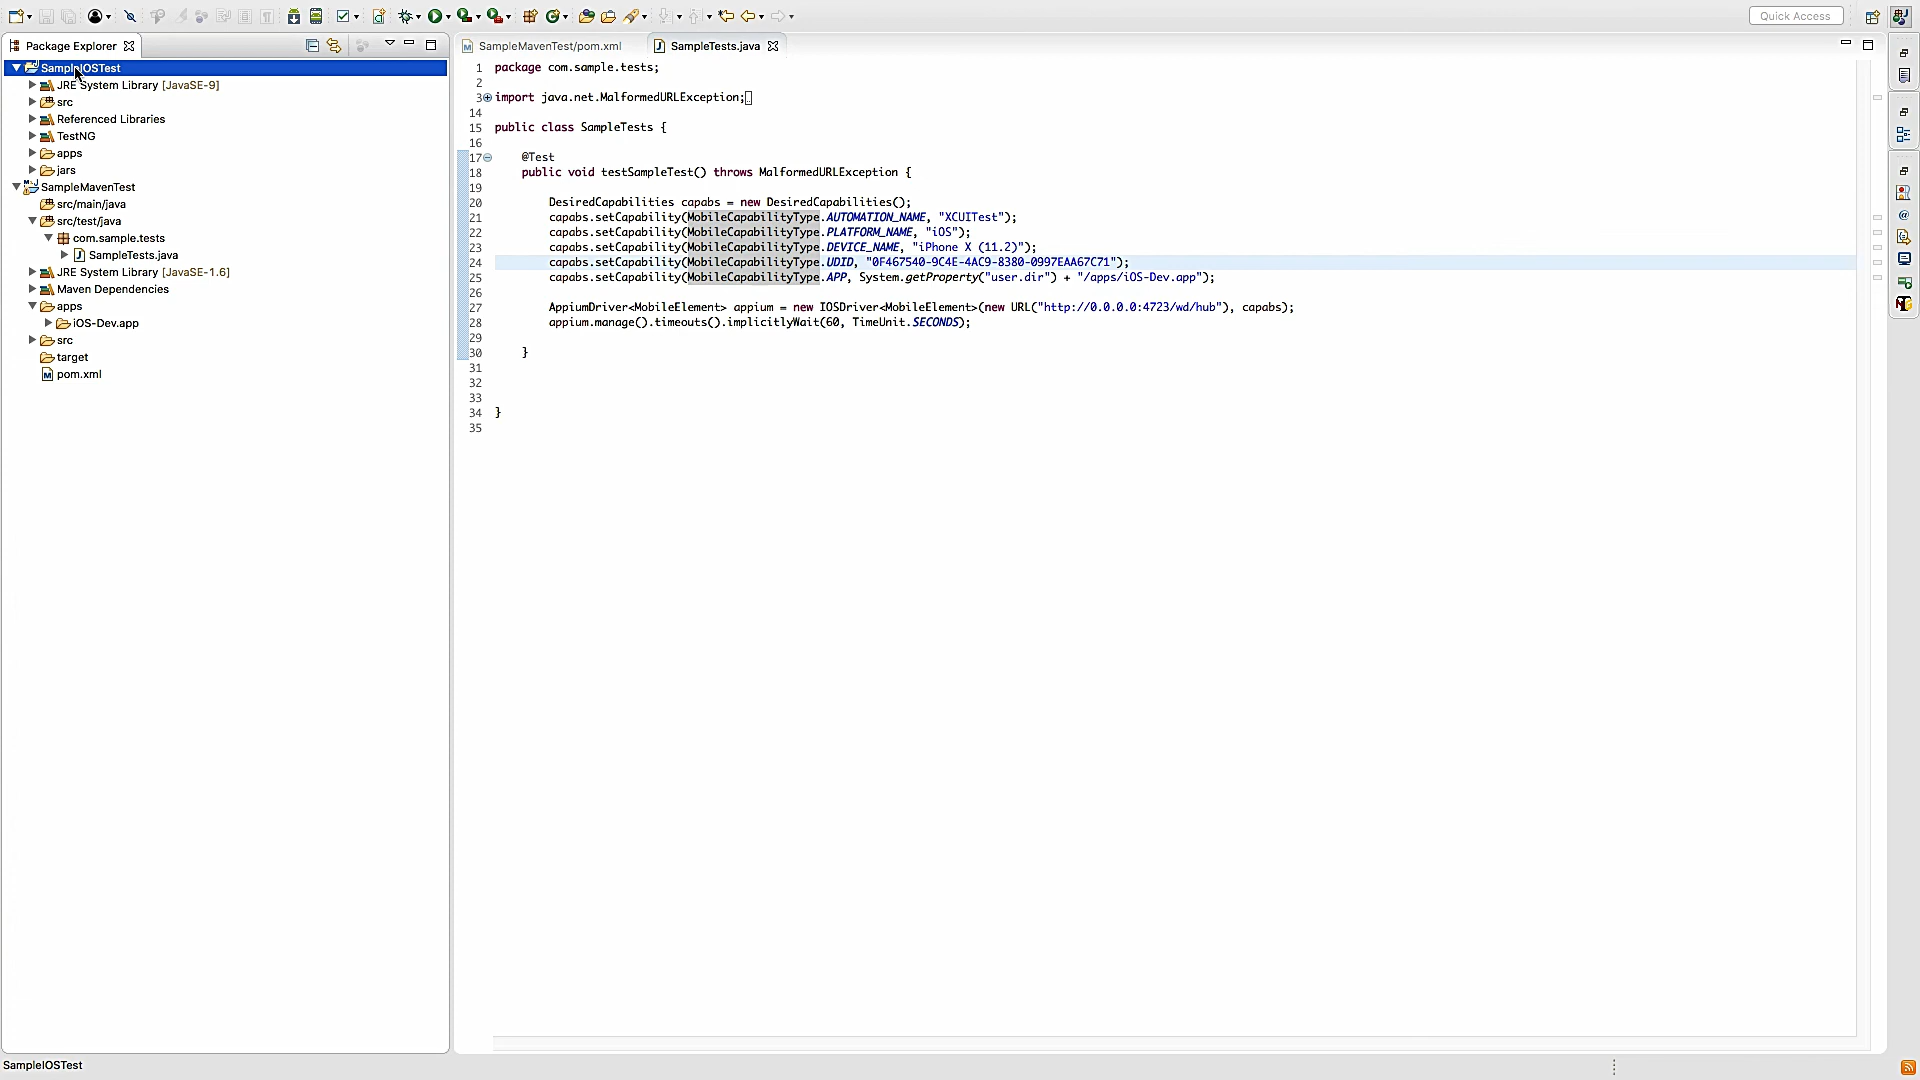 Quick Access
Package Explorer
SampleIOSTest
JRE System Library [JavaSE-9]
src
Referenced Libraries
TestNG
apps
jars
SampleMavenTest
src/main/java
src/test/java
com.sample.tests
SampleTests.java
JRE System Library [JavaSE-1.6]
Maven Dependencies
apps
iOS-Dev.app
src
target
pom.xml
SampleMavenTest/pom.xml
SampleTests.java
1 package com.sample.tests;
2
3 import java.net.MalformedURLException;
14
15 public class SampleTests {
16
17 @Test
18 public void testSampleTest() throws MalformedURLException {
19
20 DesiredCapabilities capabs = new DesiredCapabilities();
21 capabs.setCapability(MobileCapabilityType.AUTOMATION_NAME, "XCUITest");
22 capabs.setCapability(MobileCapabilityType.PLATFORM_NAME, "iOS");
23 capabs.setCapability(MobileCapabilityType.DEVICE_NAME, "iPhone X (11.2)");
24 capabs.setCapability(MobileCapabilityType.UDID, "0F467540-9C4E-4AC9-8380-0997EAA67C71");
25 capabs.setCapability(MobileCapabilityType.APP, System.getProperty("user.dir") + "/apps/iOS-Dev.app");
26
27 AppiumDriver<MobileElement> appium = new IOSDriver<MobileElement>(new URL("http://0.0.0.0:4723/wd/hub"), capabs);
28 appium.manage().timeouts().implicitlyWait(60, TimeUnit.SECONDS);
29
30 }
31
32
33
34 }
35
SampleIOSTest